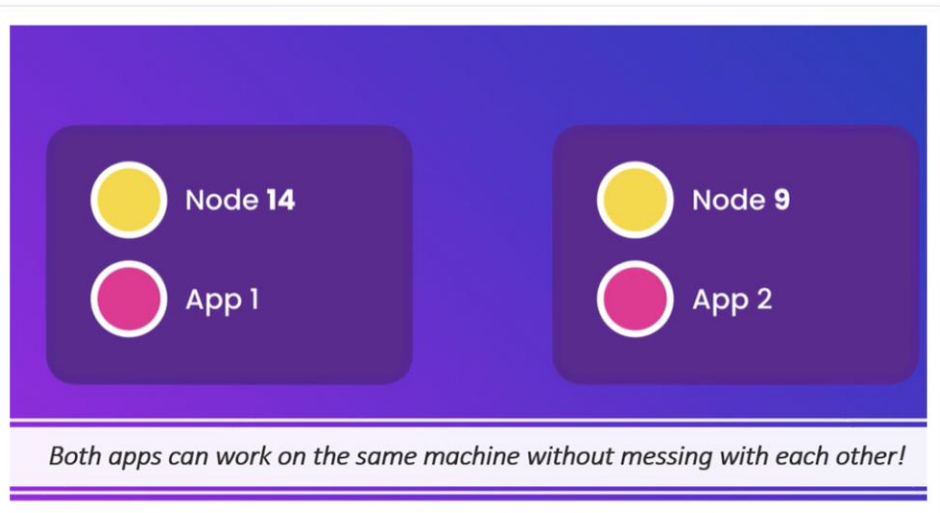 Node 14
App 1
Node 9
App 2
Both apps can work on the same machine without messing with each other!